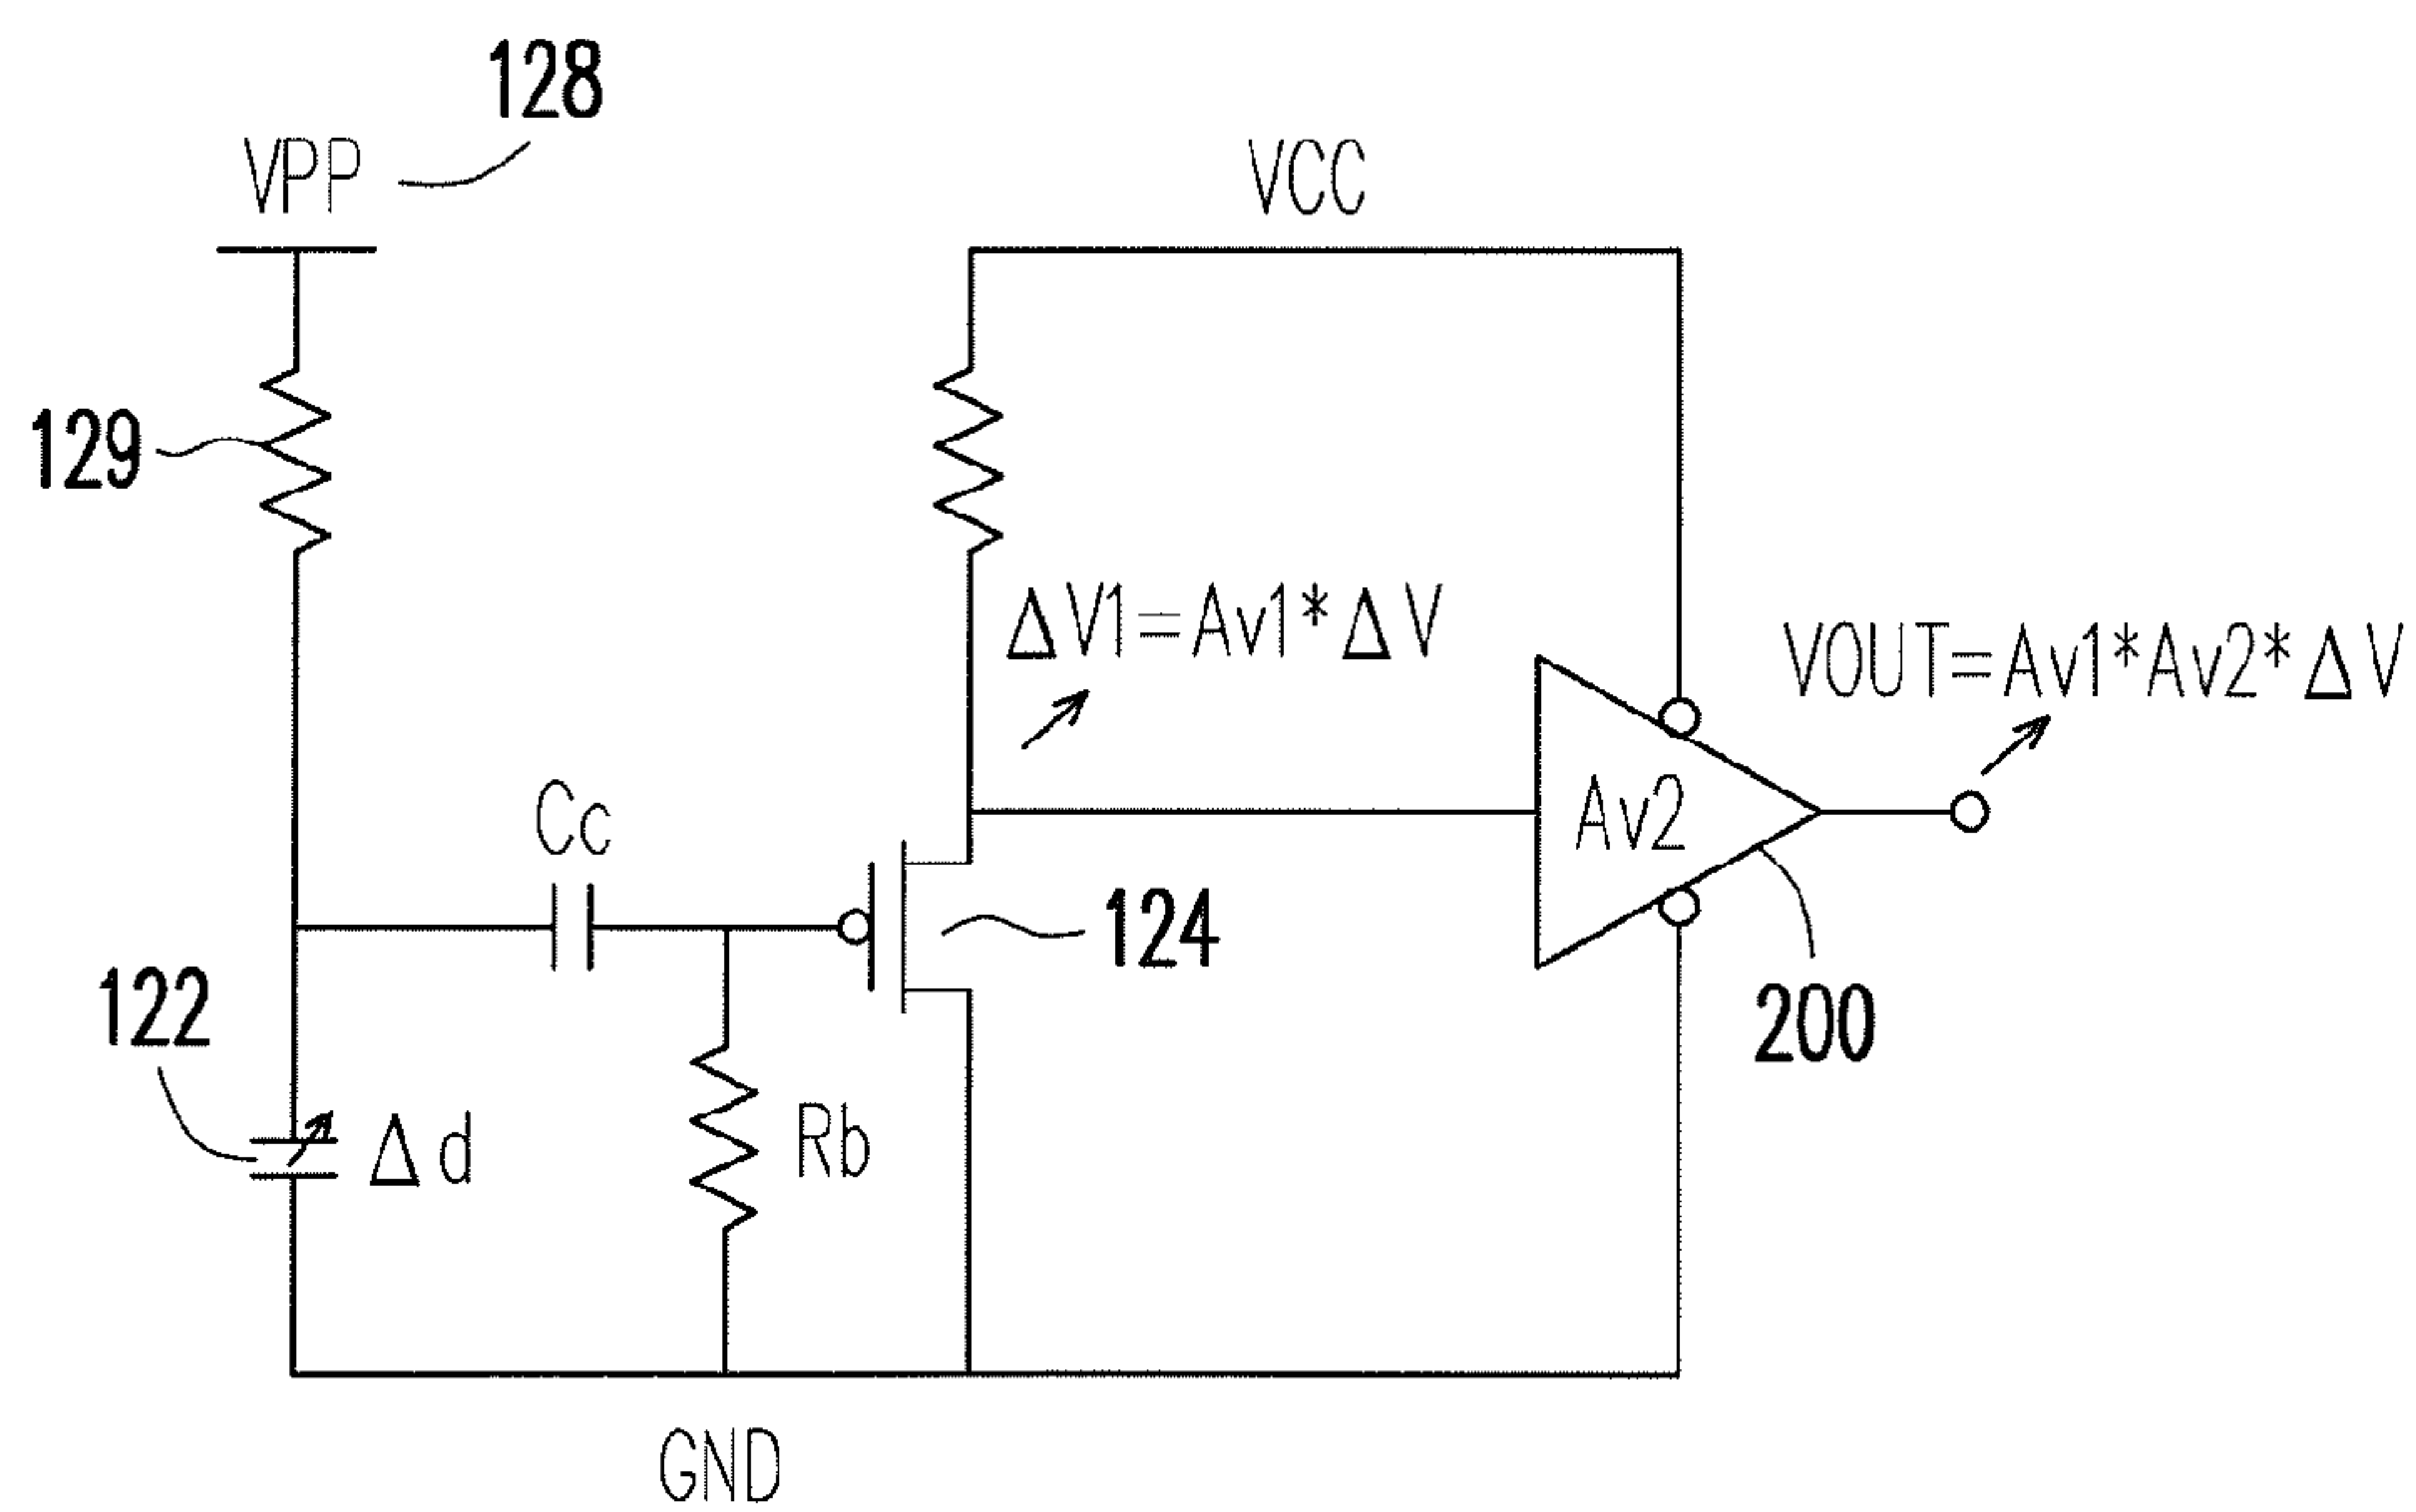 128
VPP
VCC
129
ΔV1=Av1*ΔV
VOUT=Av1*Av2*ΔV
Cc
Av2
124
122
200
Δd
Rb
GND